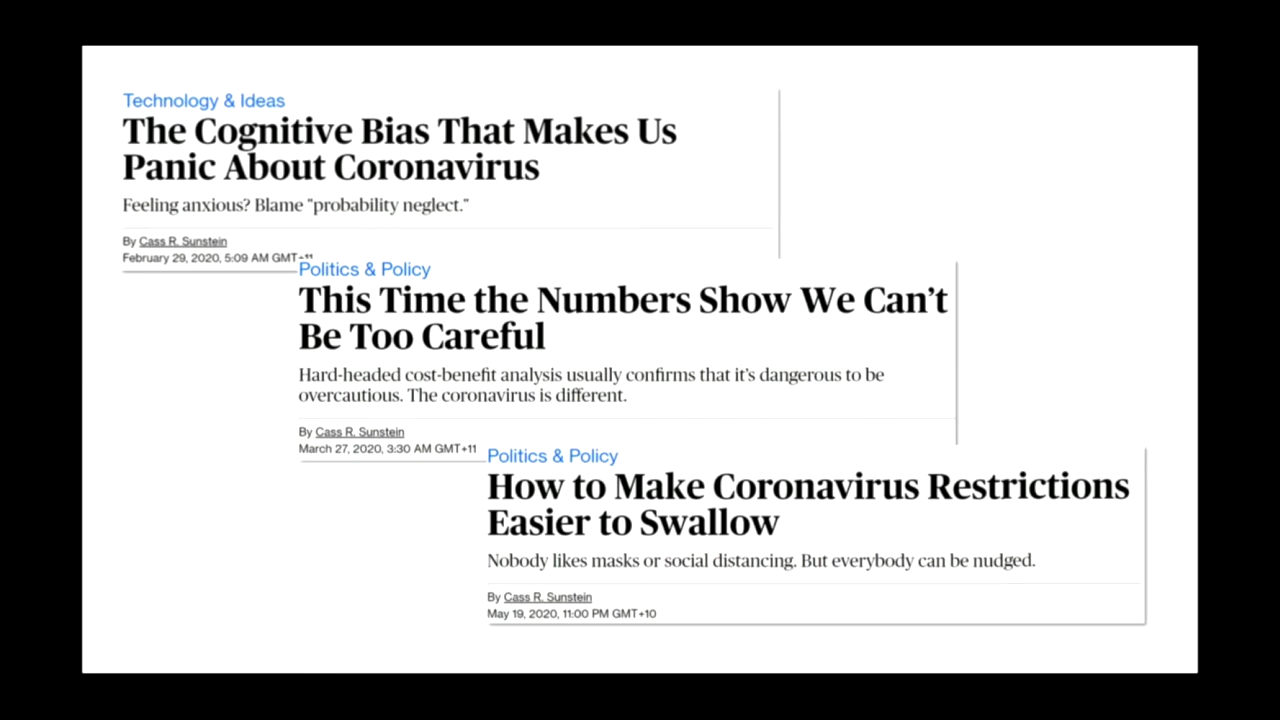 Technology & Ideas
The Cognitive Bias That Makes Us
Panic About Coronavirus
Feeling anxious? Blame "probability neglect."
By Cass R. Sunstein
February 29, 2020, 5:09 AM GMT+11
Politics & Policy
This Time the Numbers Show We Can’t
Be Too Careful
Hard-headed cost-benefit analysis usually confirms that it’s dangerous to be
overcautious. The coronavirus is different.
By Cass R. Sunstein
March 27, 2020, 3:30 AM GMT+11
Politics & Policy
How to Make Coronavirus Restrictions
Easier to Swallow
Nobody likes masks or social distancing. But everybody can be nudged.
By Cass R. Sunstein
May 19, 2020, 11:00 PM GMT+10